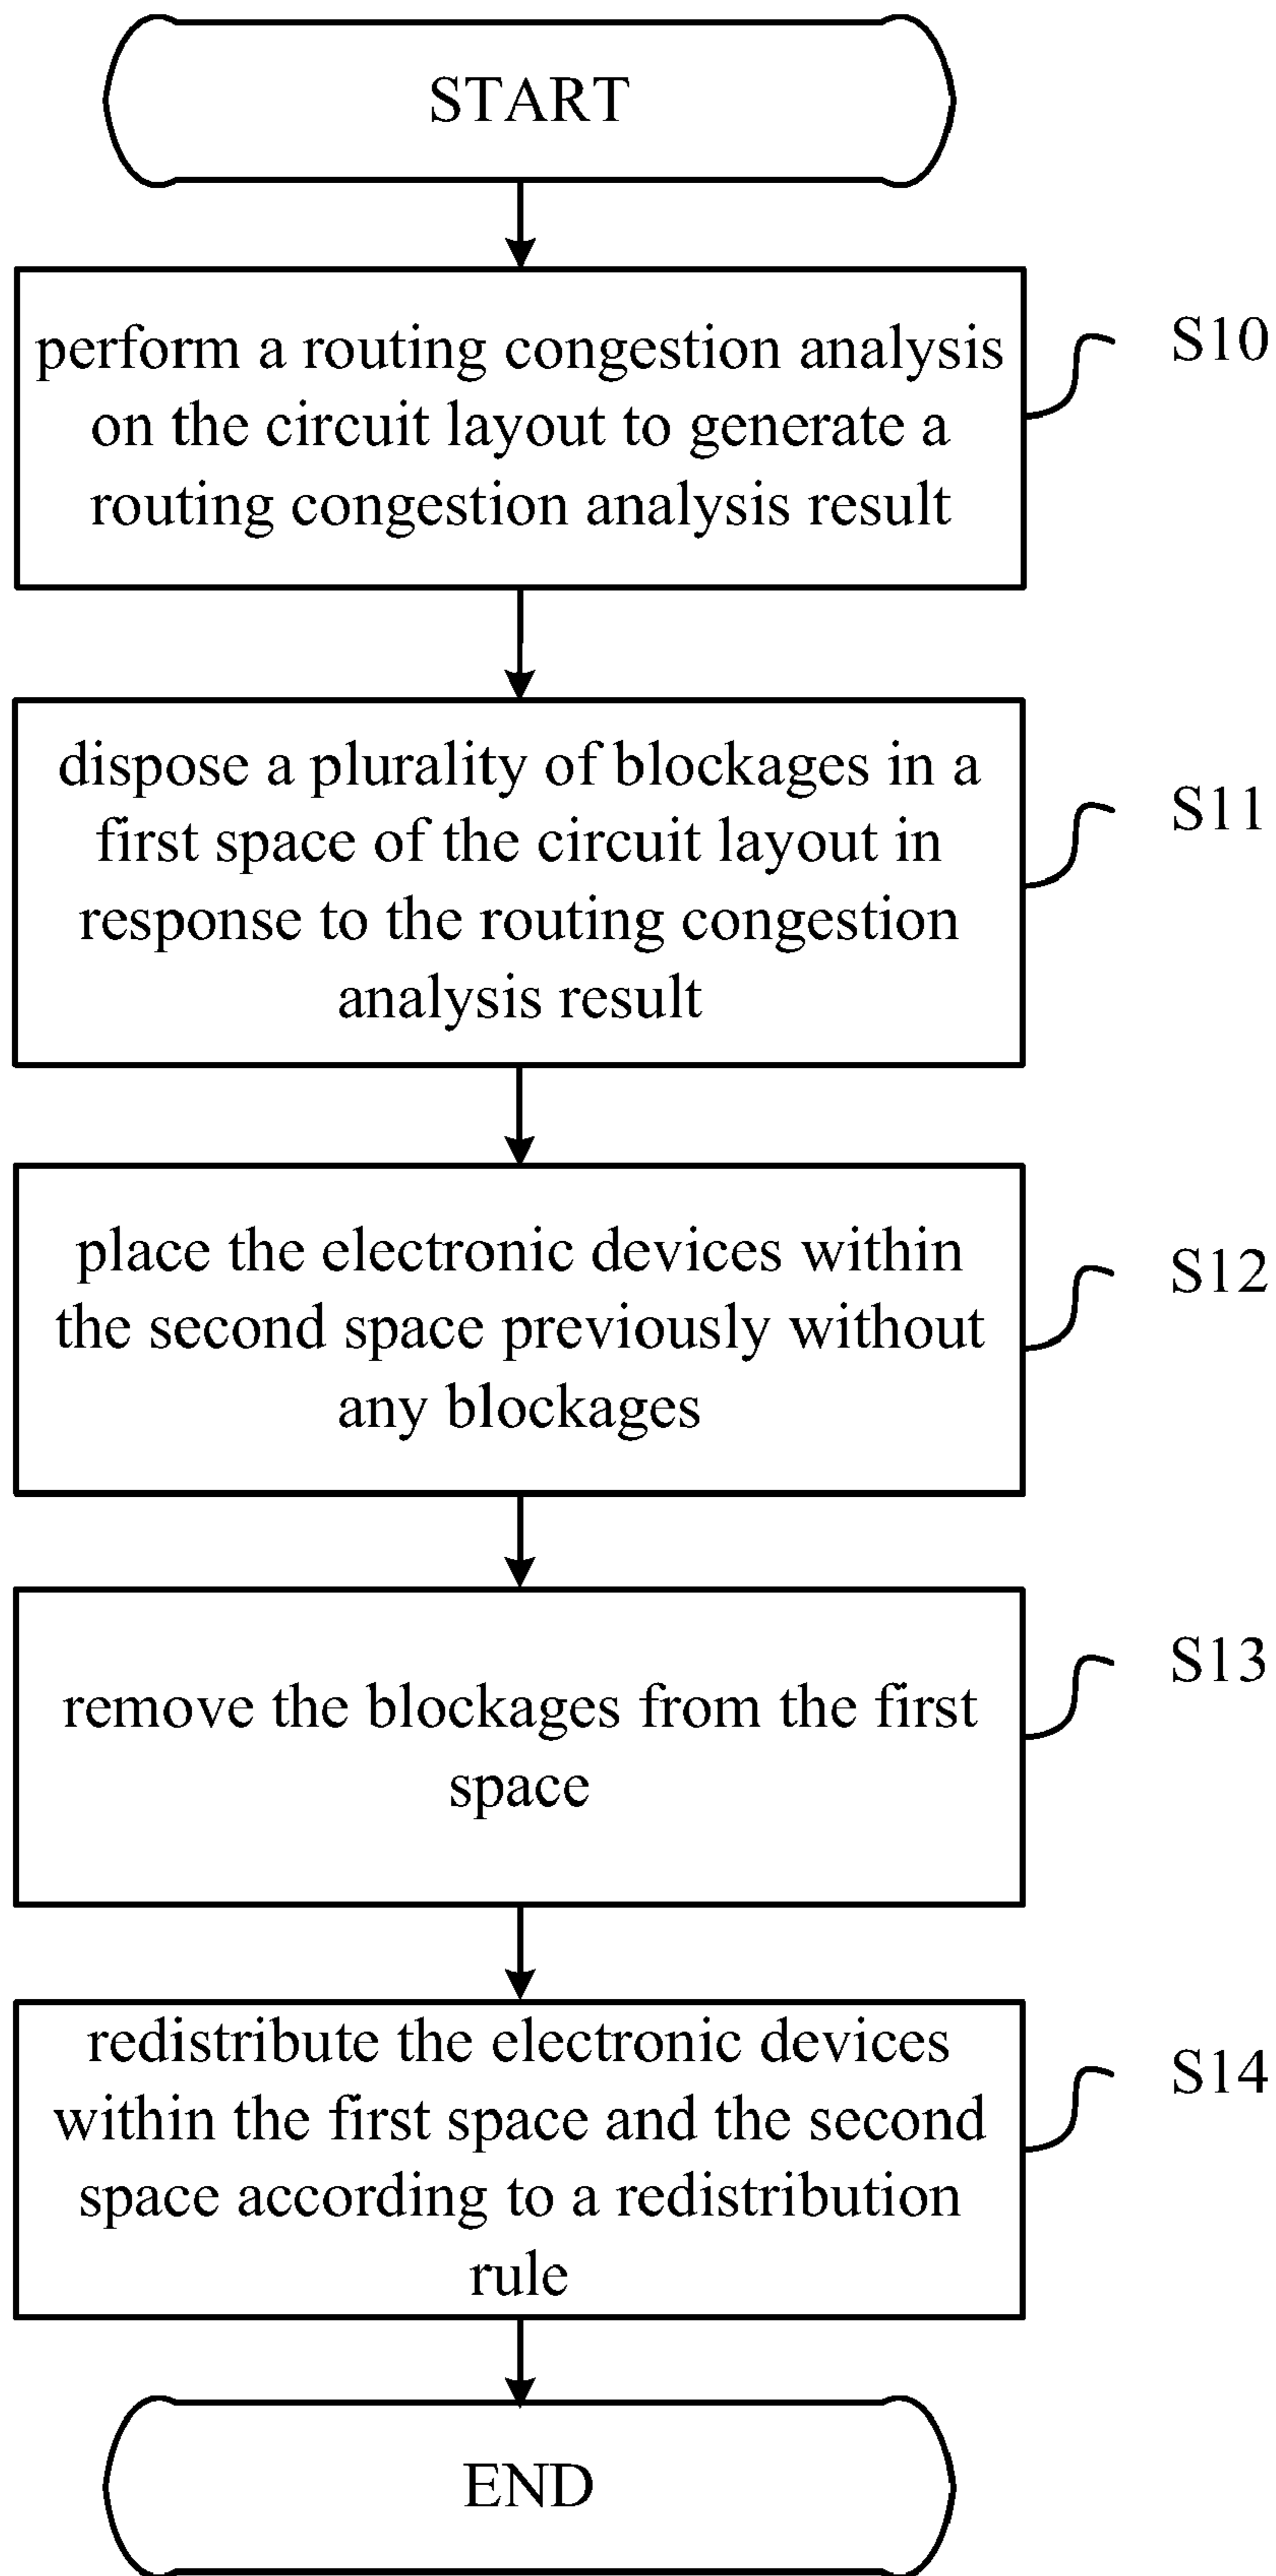 START
perform a routing congestion analysis
on the circuit layout to generate a
routing congestion analysis result
S10
dispose a plurality of blockages in a
first space of the circuit layout in
response to the routing congestion
analysis result
S11
place the electronic devices within
the second space previously without
any blockages
S12
remove the blockages from the first
space
S13
redistribute the electronic devices
within the first space and the second
space according to a redistribution
rule
S14
END